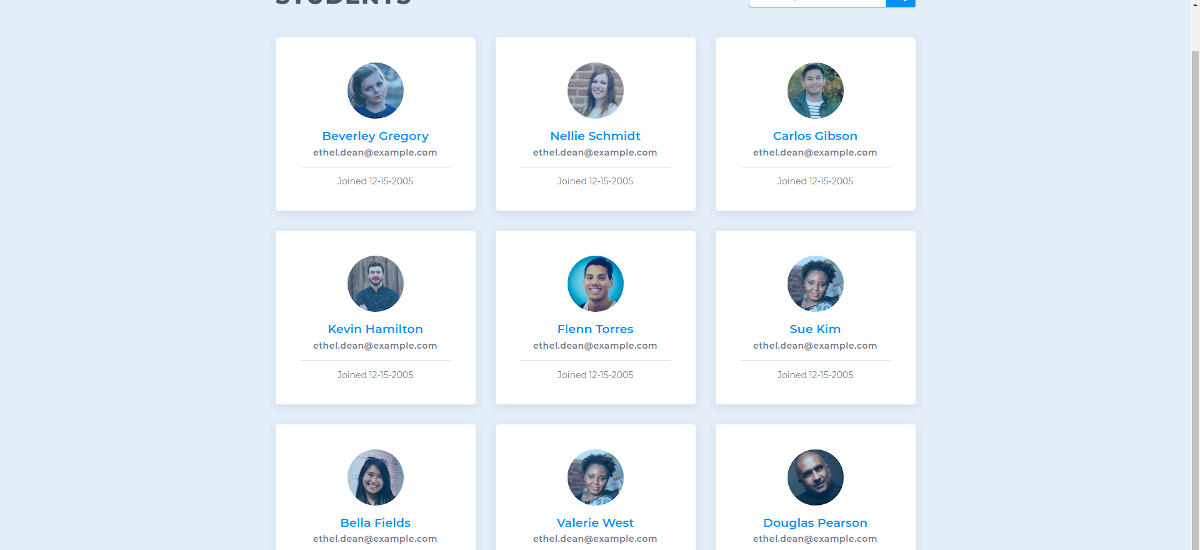 STUDENTS
Beverley Gregory
ethel.dean@example.com
Joined 12-15-2005
Nellie Schmidt
ethel.dean@example.com
Joined 12-15-2005
Carlos Gibson
ethel.dean@example.com
Joined 12-15-2005
Kevin Hamilton
ethel.dean@example.com
Joined 12-15-2005
Flenn Torres
ethel.dean@example.com
Joined 12-15-2005
Sue Kim
ethel.dean@example.com
Joined 12-15-2005
Bella Fields
ethel.dean@example.com
Valerie West
ethel.dean@example.com
Douglas Pearson
ethel.dean@example.com